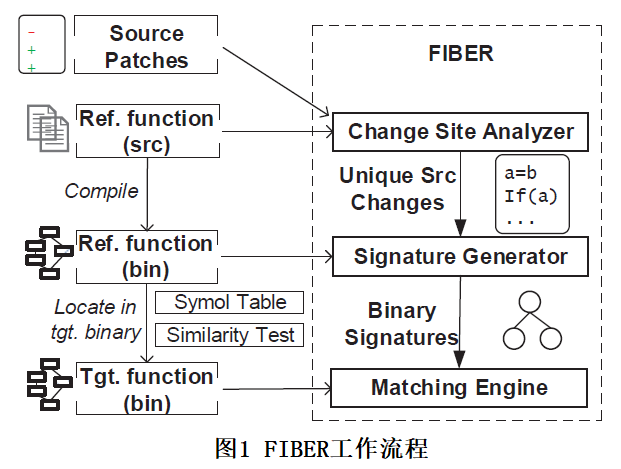 -
+
+
Source
Patches
FIBER
Ref. function
(src)
Change Site Analyzer
Compile
Unique Src
Changes
a=b
If(a)
...
Ref. function
(bin)
Signature Generator
Locate in
tgt. binary
Symol Table
Similarity Test
Binary
Signatures
Tgt. function
(bin)
Matching Engine
图1 FIBER工作流程